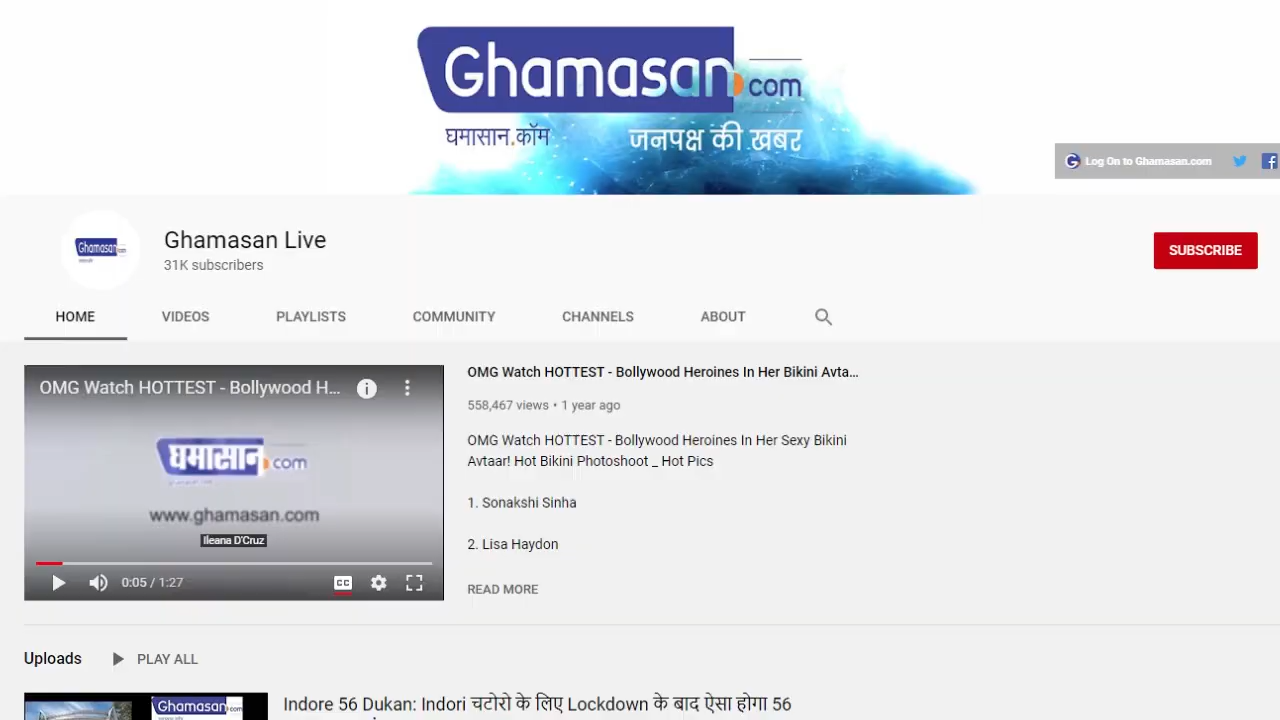 Ghamasan.com
घमासान.कॉम
जनपक्ष की खबर
Log On to Ghamasan.com
Ghamasan
Ghamasan Live
31K subscribers
SUBSCRIBE
HOME VIDEOS PLAYLISTS COMMUNITY CHANNELS ABOUT
OMG Watch HOTTEST - Bollywood H...
घमासान.com
www.ghamasan.com
Ileana D'Cruz
0:05 / 1:27
CC
OMG Watch HOTTEST - Bollywood Heroines In Her Bikini Avta...
558,467 views • 1 year ago
OMG Watch HOTTEST - Bollywood Heroines In Her Sexy Bikini
Avtaar! Hot Bikini Photoshoot _ Hot Pics
1. Sonakshi Sinha
2. Lisa Haydon
READ MORE
Uploads PLAY ALL
Ghamasan.com
Indore 56 Dukan: Indori चटोरो के लिए Lockdown के बाद ऐसा होगा 56